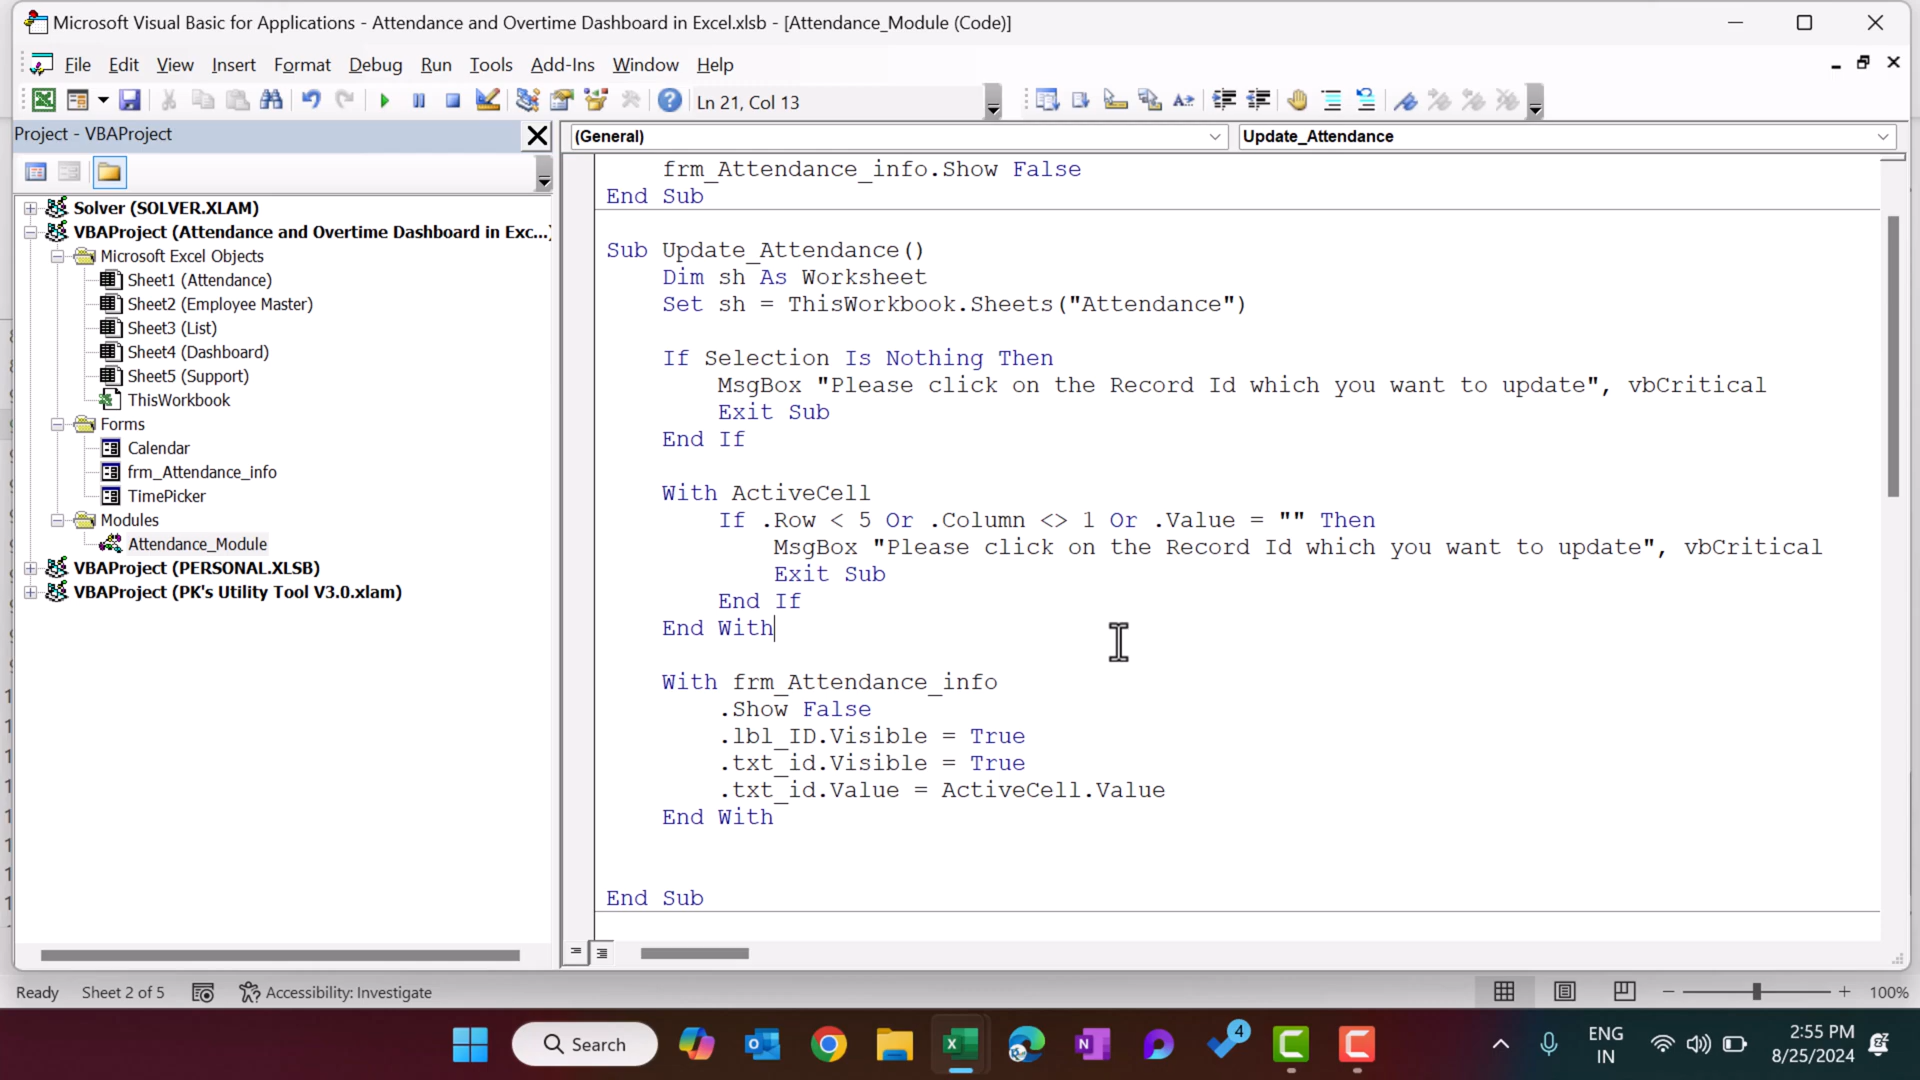 Microsoft Visual Basic for Applications - Attendance and Overtime Dashboard in Excel.xlsb - [Attendance_Module (Code)]
File Edit View Insert Format Debug Run Tools Add-Ins Window Help
Ln 21, Col 13
Project - VBAProject
(General)
Update_Attendance
Solver (SOLVER.XLAM)
VBAProject (Attendance and Overtime Dashboard in Exc...)
Microsoft Excel Objects
Sheet1 (Attendance)
Sheet2 (Employee Master)
Sheet3 (List)
Sheet4 (Dashboard)
Sheet5 (Support)
ThisWorkbook
Forms
Calendar
frm_Attendance_info
TimePicker
Modules
Attendance_Module
VBAProject (PERSONAL.XLSB)
VBAProject (PK's Utility Tool V3.0.xlam)
frm_Attendance_info.Show False
End Sub
Sub Update_Attendance()
Dim sh As Worksheet
Set sh = ThisWorkbook.Sheets("Attendance")
If Selection Is Nothing Then
MsgBox "Please click on the Record Id which you want to update", vbCritical
Exit Sub
End If
With ActiveCell
If .Row < 5 Or .Column <> 1 Or .Value = "" Then
MsgBox "Please click on the Record Id which you want to update", vbCritical
Exit Sub
End If
End With
With frm_Attendance_info
.Show False
.lbl_ID.Visible = True
.txt_id.Visible = True
.txt_id.Value = ActiveCell.Value
End With
End Sub
Ready Sheet 2 of 5 Accessibility: Investigate 100%
Search
4
ENG
IN
2:55 PM
8/25/2024